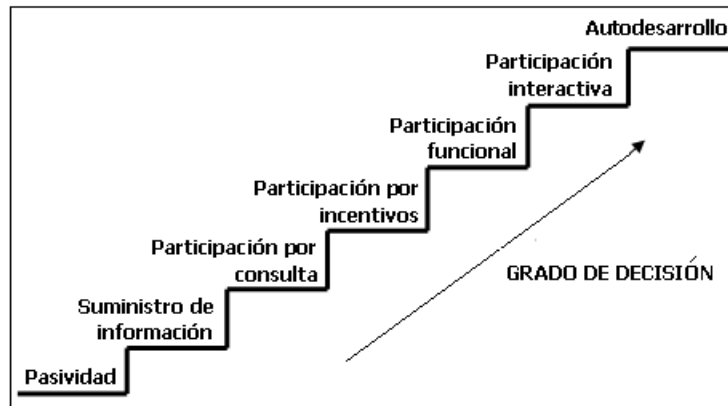 Autodesarrollo
Participación
interactiva
Participación
funcional
Participación por
incentivos
Participación por
consulta
GRADO DE DECISIÓN
Suministro de
información
Pasividad